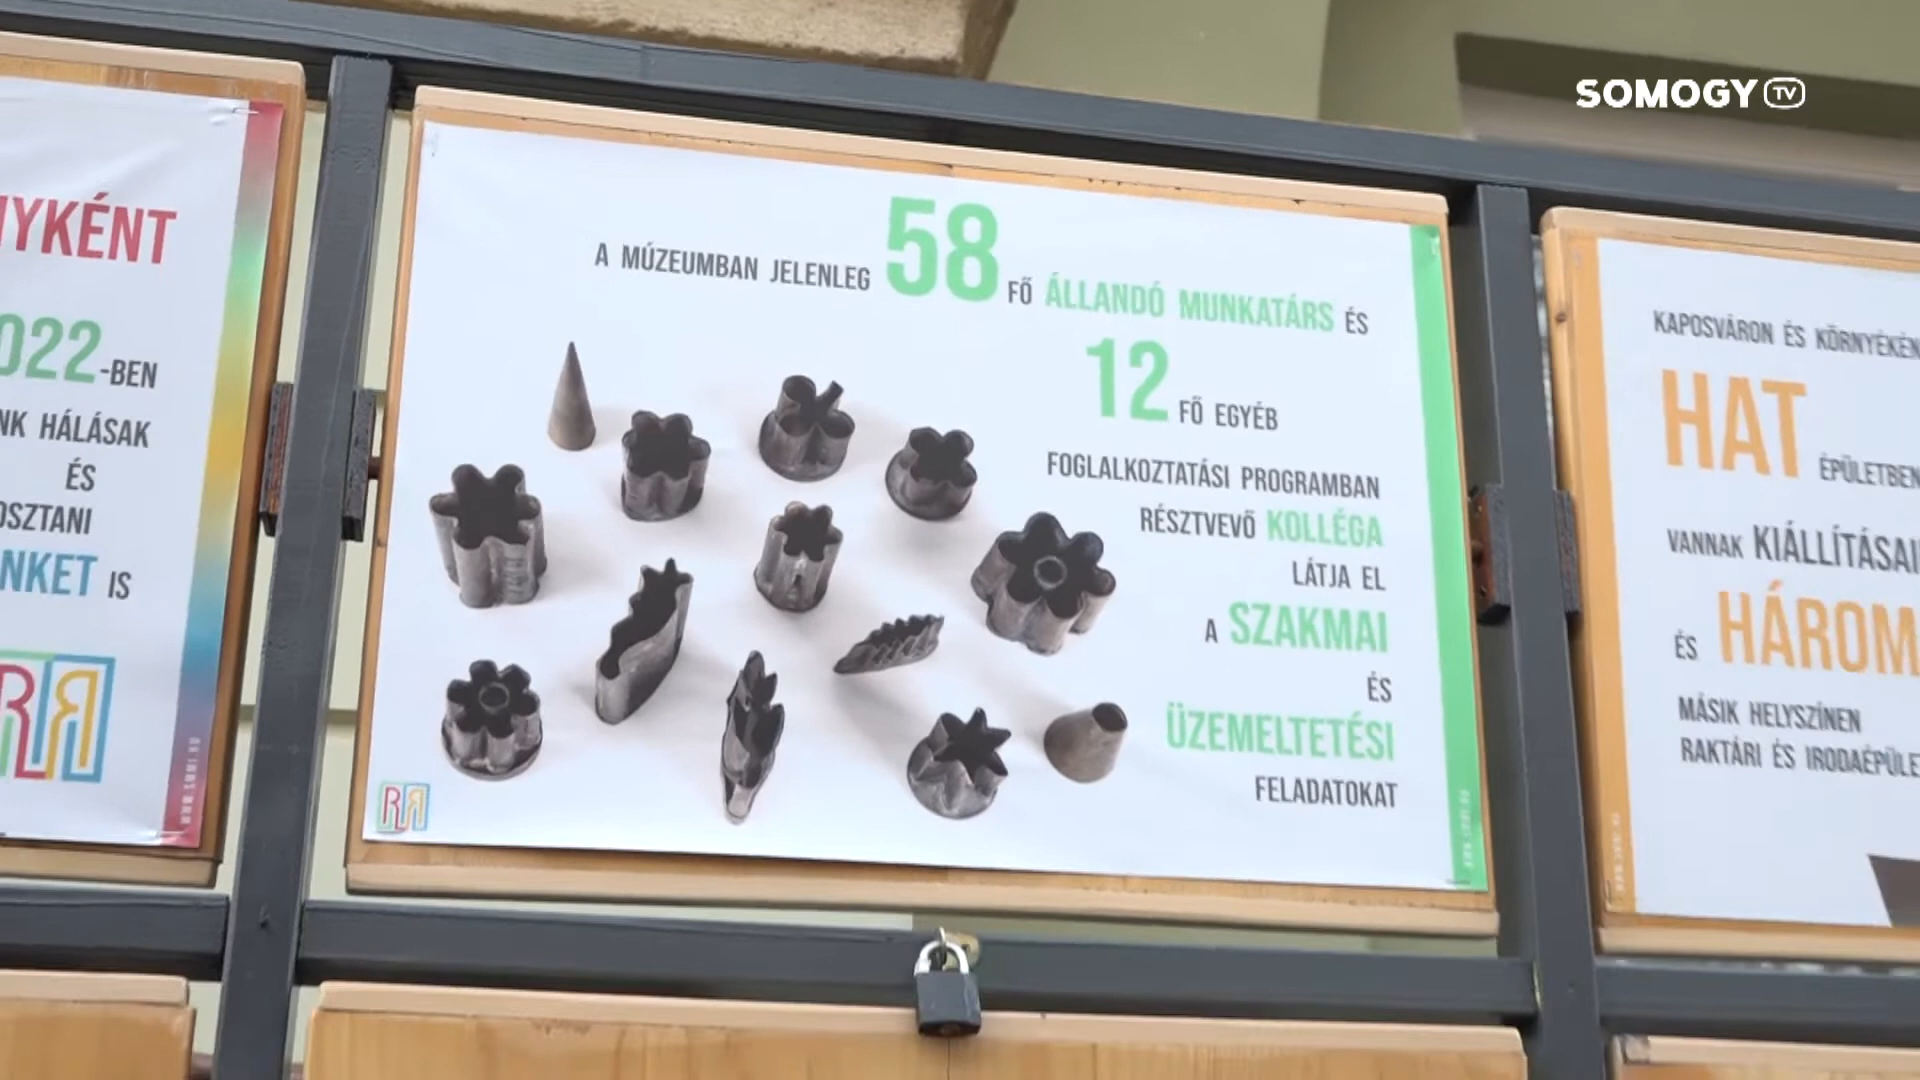 SOMOGY TV
NYKÉNT
2022-BEN
NK HÁLÁSAK
ÉS
OSZTANI
NKET IS
A MÚZEUMBAN JELENLEG 58 FŐ ÁLLANDÓ MUNKATÁRS ÉS
12 FŐ EGYÉB
FOGLALKOZTATÁSI PROGRAMBAN
RÉSZTVEVŐ KOLLÉGA
LÁTJA EL
A SZAKMAI
ÉS
ÜZEMELTETÉSI
FELADATOKAT
KAPOSVÁRON ÉS KÖRNYÉKÉN
HAT ÉPÜLETBEN
VANNAK KIÁLLÍTÁSAI
ÉS HÁROM
MÁSIK HELYSZÍNEN
RAKTÁRI ÉS IRODAÉPÜLE